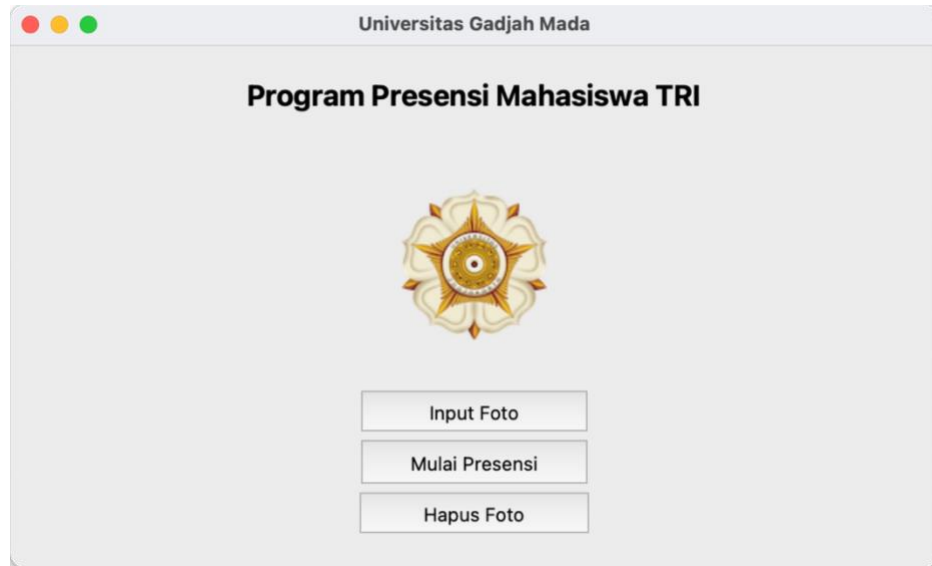 Universitas Gadjah Mada
Program Presensi Mahasiswa TRI
Input Foto
Mulai Presensi
Hapus Foto